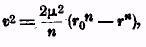 v² = 2μ²/n (r₀ⁿ − rⁿ),